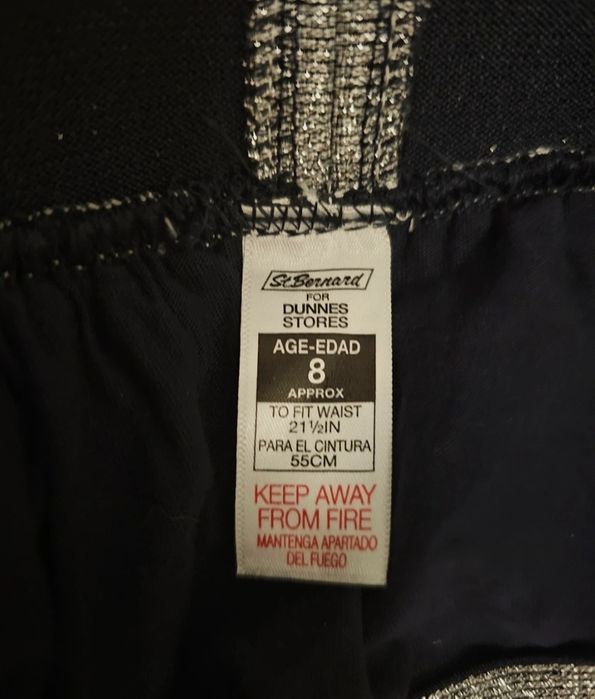 St.Bernard
FOR
DUNNES
STORES
AGE-EDAD
8
APPROX
TO FIT WAIST
21½IN
PARA EL CINTURA
55CM
KEEP AWAY
FROM FIRE
MANTENGA APARTADO
DEL FUEGO